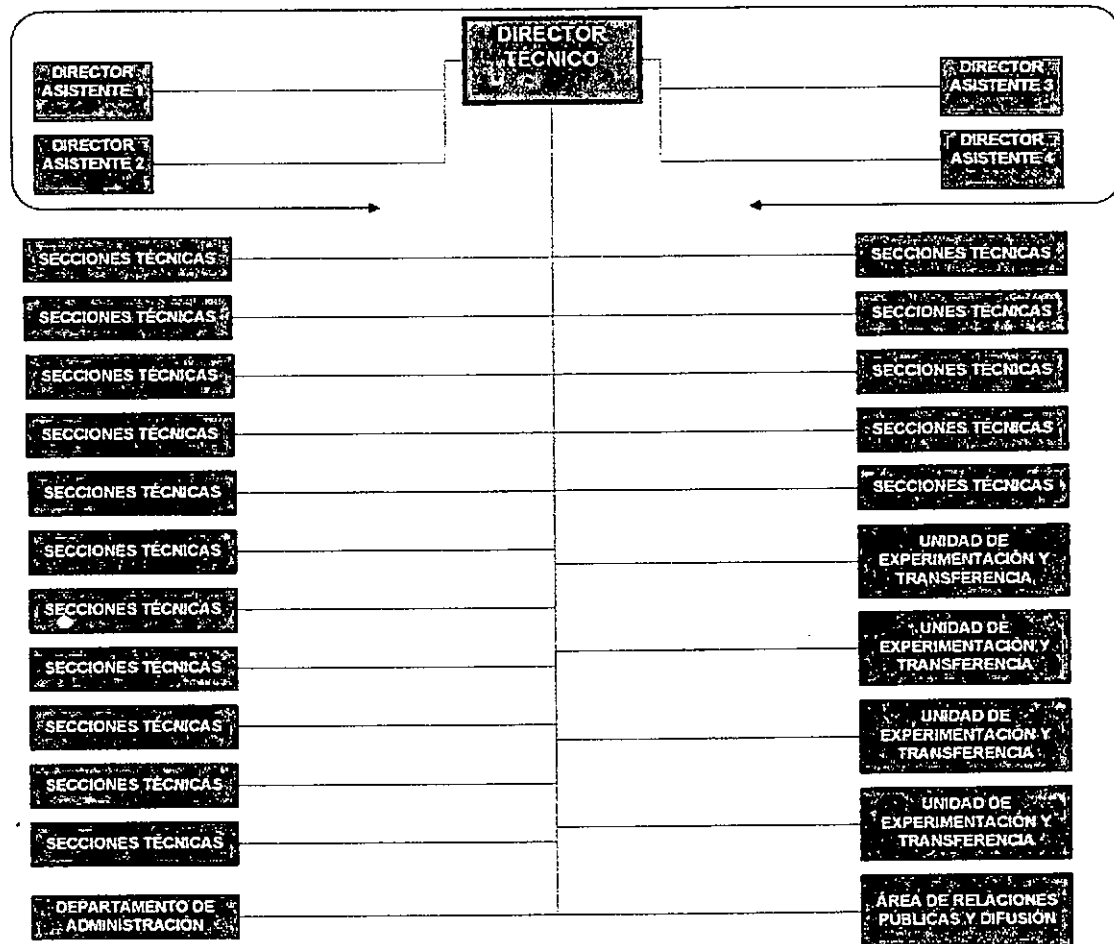 DIRECTOR
TÉCNICO
DIRECTOR
ASISTENTE 1
DIRECTOR
ASISTENTE 2
DIRECTOR
ASISTENTE 3
DIRECTOR
ASISTENTE 4
SECCIONES TÉCNICAS
SECCIONES TÉCNICAS
SECCIONES TÉCNICAS
SECCIONES TÉCNICAS
SECCIONES TÉCNICAS
SECCIONES TÉCNICAS
SECCIONES TÉCNICAS
SECCIONES TÉCNICAS
SECCIONES TÉCNICAS
SECCIONES TÉCNICAS
SECCIONES TÉCNICAS
DEPARTAMENTO DE
ADMINISTRACIÓN
SECCIONES TÉCNICAS
SECCIONES TÉCNICAS
SECCIONES TÉCNICAS
SECCIONES TÉCNICAS
SECCIONES TÉCNICAS
UNIDAD DE
EXPERIMENTACIÓN Y
TRANSFERENCIA
UNIDAD DE
EXPERIMENTACIÓN Y
TRANSFERENCIA
UNIDAD DE
EXPERIMENTACIÓN Y
TRANSFERENCIA
UNIDAD DE
EXPERIMENTACIÓN Y
TRANSFERENCIA
ÁREA DE RELACIONES
PÚBLICAS Y DIFUSIÓN